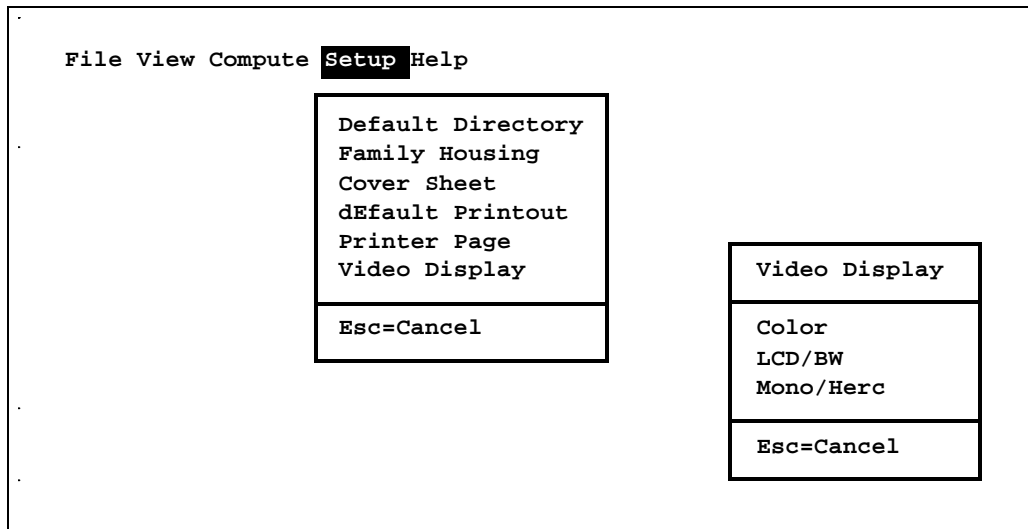 File View Compute Setup Help
Default Directory
Family Housing
Cover Sheet
dEfault Printout
Printer Page
Video Display
Esc=Cancel
Video Display
Color
LCD/BW
Mono/Herc
Esc=Cancel